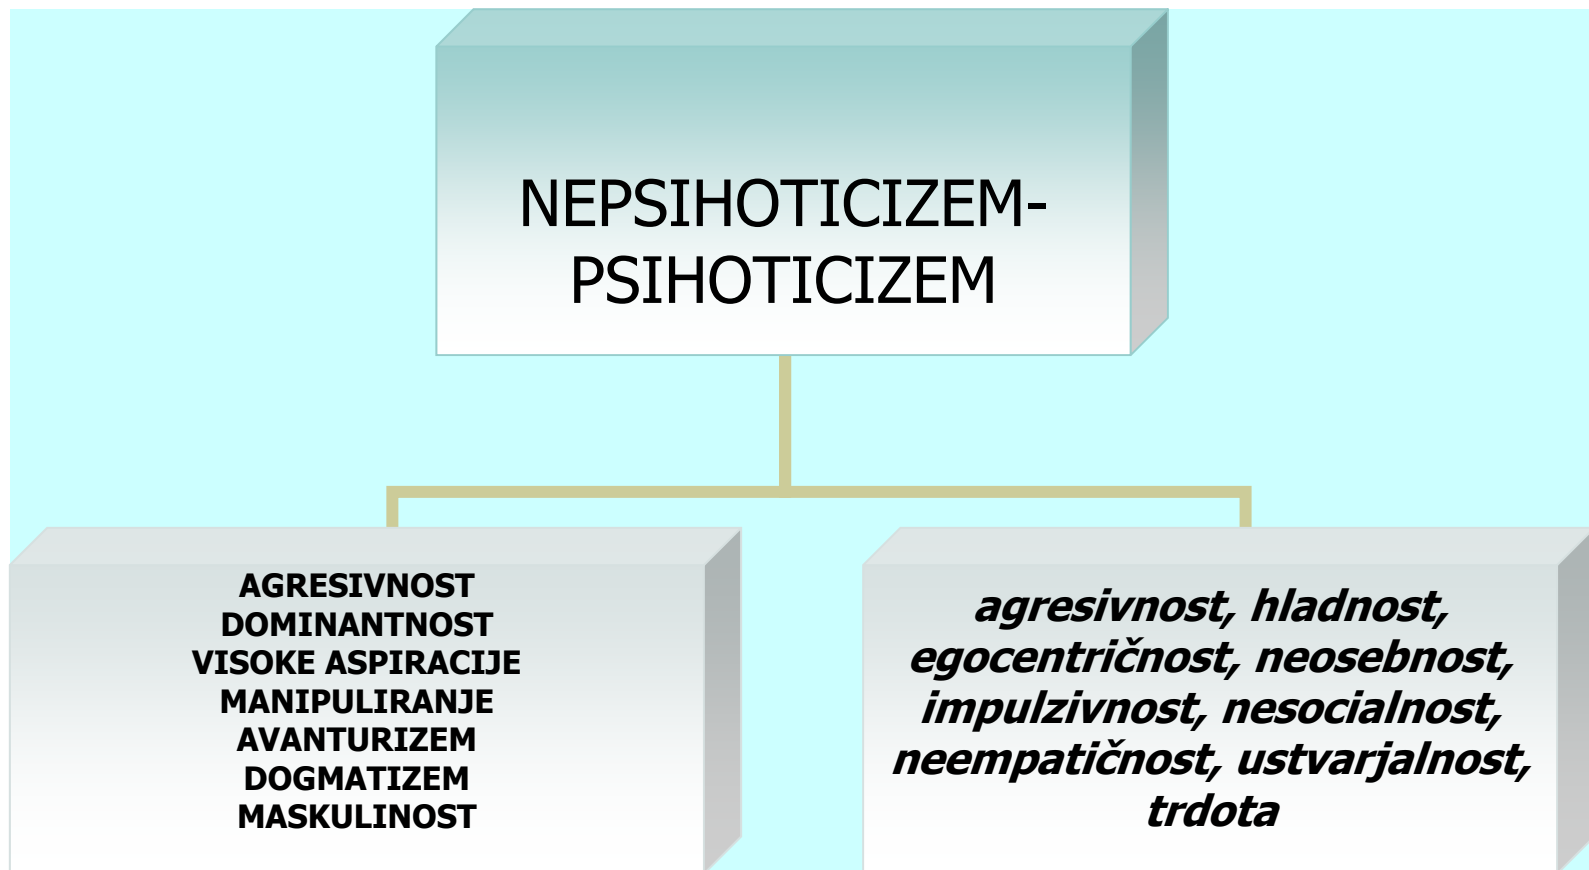 NEPSIHOTICIZEM-
PSIHOTICIZEM
AGRESIVNOST
DOMINANTNOST
VISOKE ASPIRACIJE
MANIPULIRANJE
AVANTURIZEM
DOGMATIZEM
MASKULINOST
agresivnost, hladnost,
egocentričnost, neosebnost,
impulzivnost, nesocialnost,
neempatičnost, ustvarjalnost,
trdota